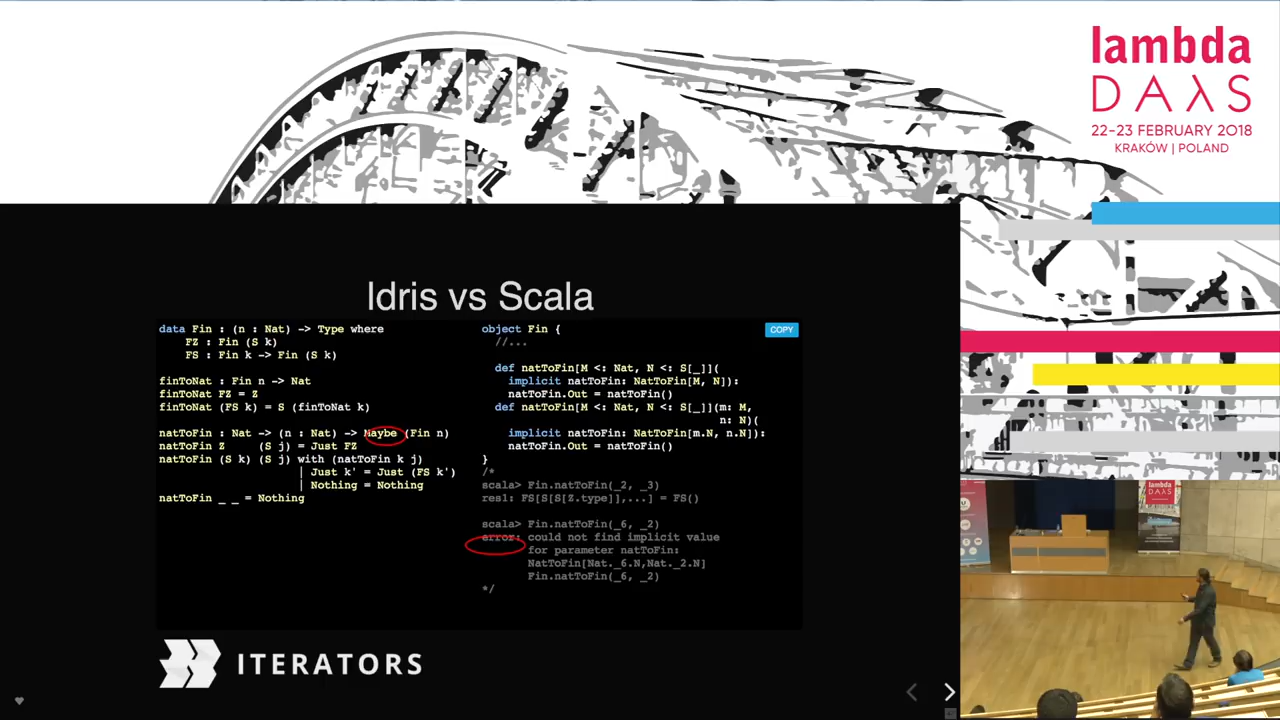 lambda
DAλS
22-23 FEBRUARY 2018
KRAKÓW | POLAND
Idris vs Scala
data Fin : (n : Nat) -> Type where
    FZ : Fin (S k)
    FS : Fin k -> Fin (S k)
finToNat : Fin n -> Nat
finToNat FZ = Z
finToNat (FS k) = S (finToNat k)
natToFin : Nat -> (n : Nat) -> Maybe (Fin n)
natToFin Z     (S j) = Just FZ
natToFin (S k) (S j) with (natToFin k j)
                     | Just k' = Just (FS k')
                     | Nothing = Nothing
natToFin _ _ = Nothing
COPY
object Fin {
  //...
  def natToFin[M <: Nat, N <: S[_]](
    implicit natToFin: NatToFin[M, N]):
    natToFin.Out = natToFin()
  def natToFin[M <: Nat, N <: S[_]](m: M,
                                    n: N)(
    implicit natToFin: NatToFin[m.N, n.N]):
    natToFin.Out = natToFin()
}
/*
scala> Fin.natToFin(_2, _3)
res1: FS[S[S[Z.type]],...] = FS()
scala> Fin.natToFin(_6, _2)
error: could not find implicit value
       for parameter natToFin:
       NatToFin[Nat._6.N,Nat._2.N]
       Fin.natToFin(_6, _2)
*/
ITERATORS
lambda
DAλS